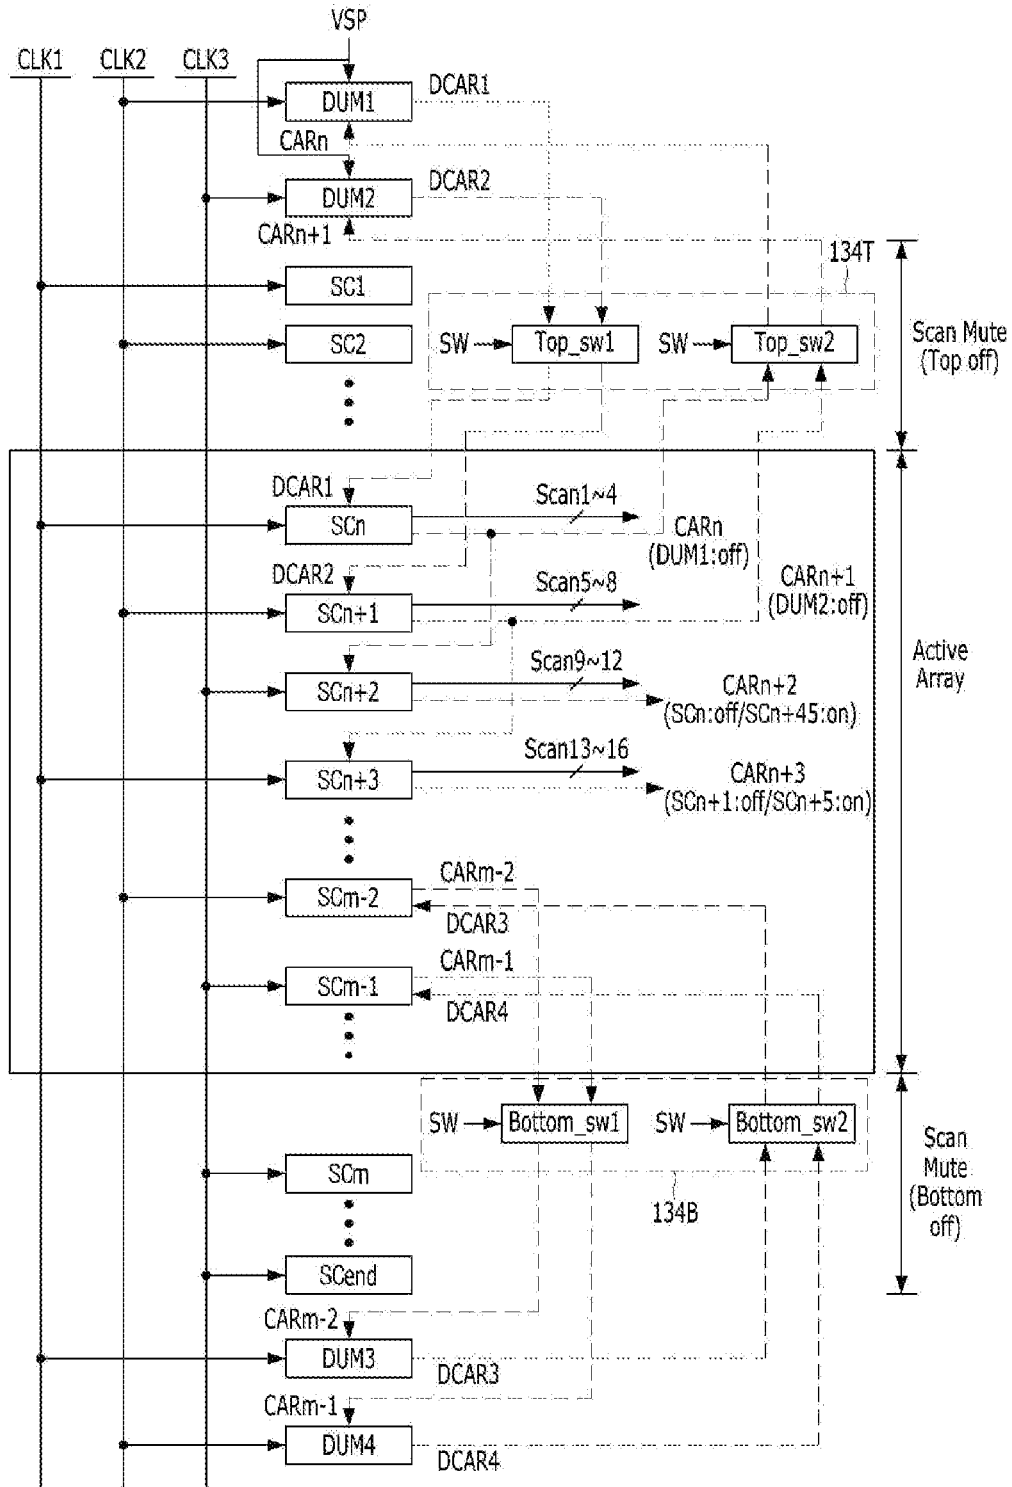 VSP
CLK1 CLK2 CLK3
DCAR1
DUM1
CARn
DCAR2
DUM2
CARn+1
134T
SC1
SW Top_sw1 SW Top_sw2
SC2
Scan Mute
(Top off)
DCAR1
Scan1~4
SCn
CARn
(DUM1:off)
DCAR2
Scan5~8
CARn+1
(DUM2:off)
SCn+1
Scan9~12
Active
Array
SCn+2
CARn+2
(SCn:off/SCn+45:on)
Scan13~16
SCn+3
CARn+3
(SCn+1:off/SCn+5:on)
CARm-2
SCm-2
DCAR3
CARm-1
SCm-1
DCAR4
SW Bottom_sw1 SW Bottom_sw2
Scan
Mute
(Bottom
off)
SCm
134B
SCend
CARm-2
DUM3
DCAR3
CARm-1
DUM4
DCAR4